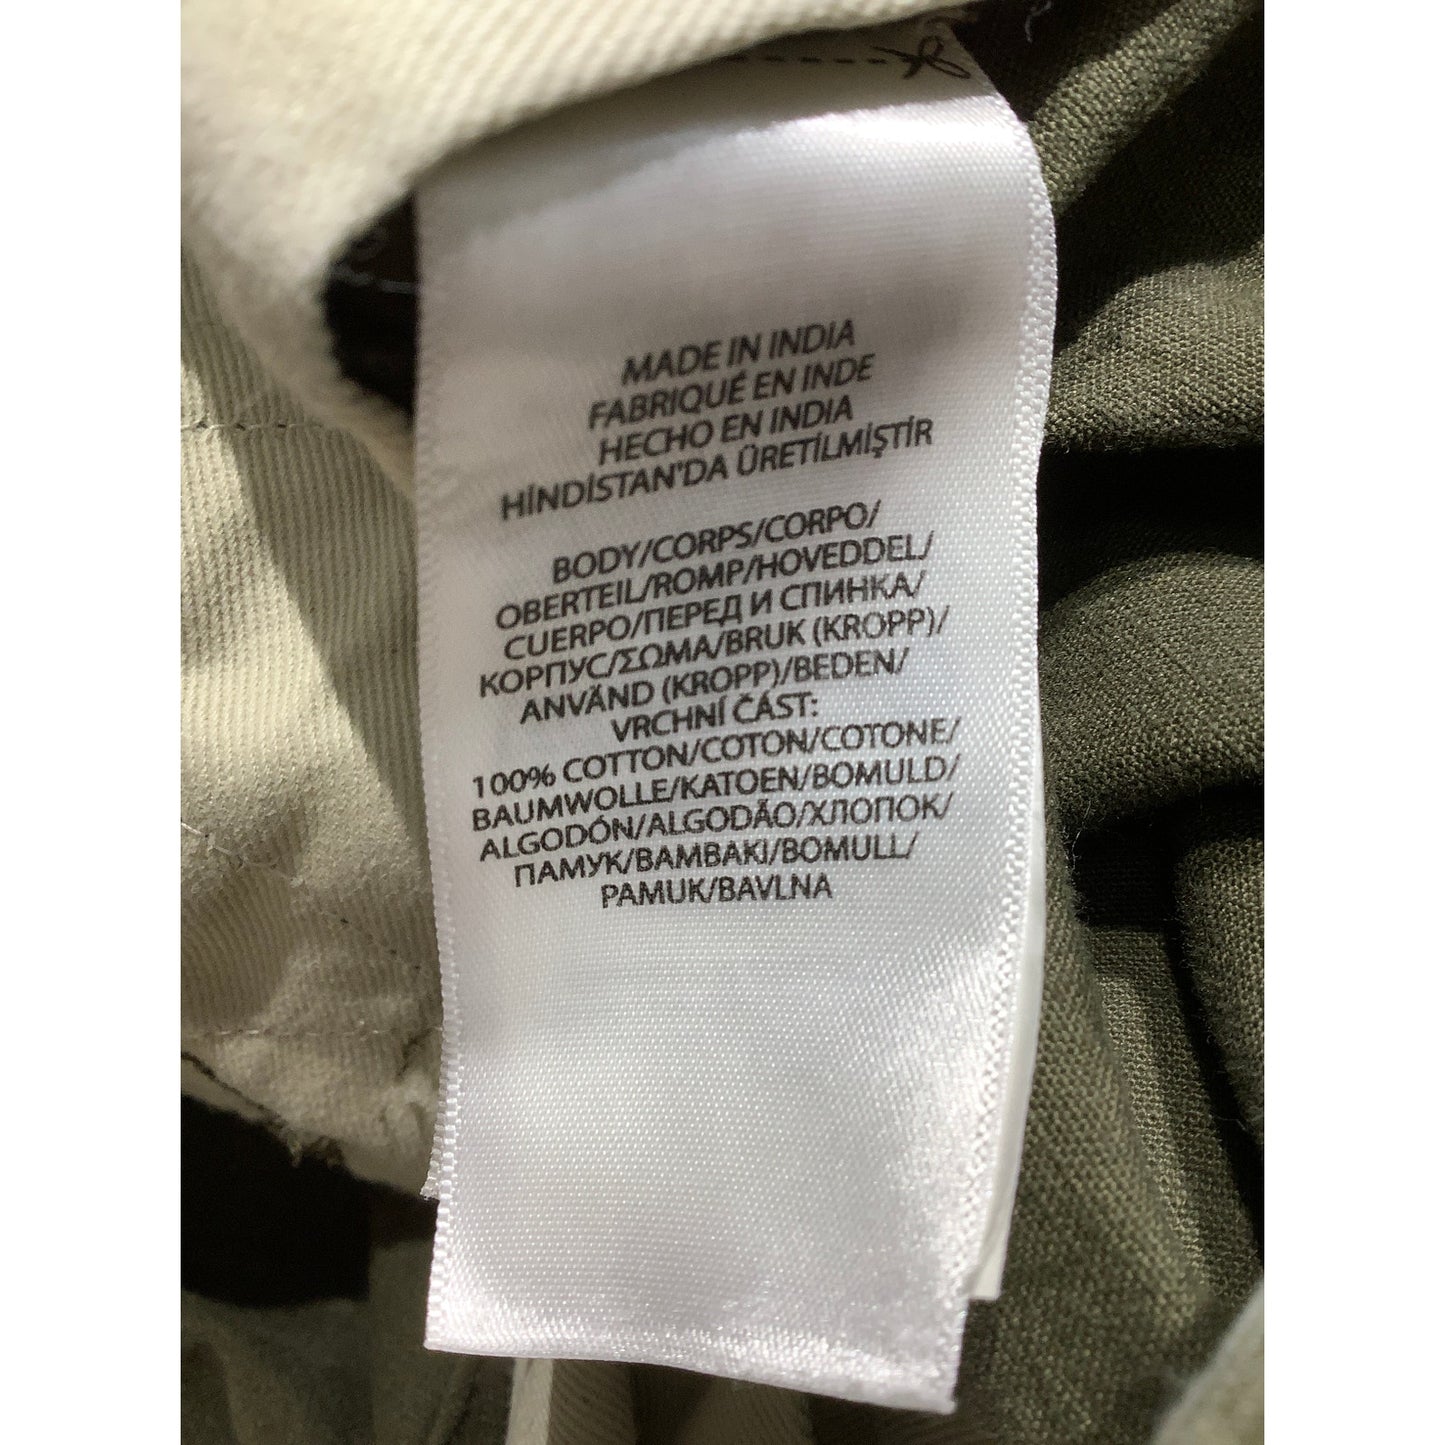 MADE IN INDIA
FABRIQUÉ EN INDE
HECHO EN INDIA
HİNDİSTAN'DA ÜRETİLMİŞTİR
BODY/CORPS/CORPO/
OBERTEIL/ROMP/HOVEDDEL/
CUERPO/ПЕРЕД И СПИНКА/
КОРПУС/ΣΩΜΑ/BRUK (KROPP)/
ANVÄND (KROPP)/BEDEN/
VRCHNÍ ČÁST:
100% COTTON/COTON/COTONE/
BAUMWOLLE/KATOEN/BOMULD/
ALGODÓN/ALGODÃO/ХЛОПОК/
ПАМУК/BAMBAKI/BOMULL/
PAMUK/BAVLNA